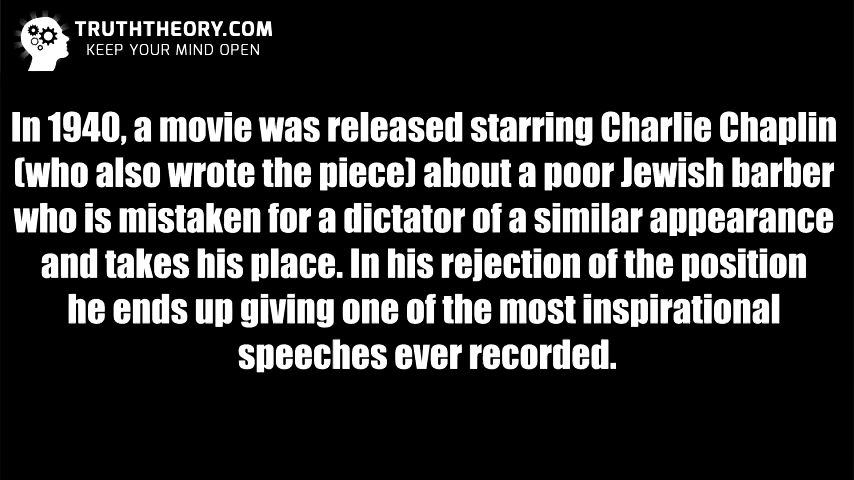 TRUTHTHEORY.COM
KEEP YOUR MIND OPEN
In 1940, a movie was released starring Charlie Chaplin
(who also wrote the piece) about a poor Jewish barber
who is mistaken for a dictator of a similar appearance
and takes his place. In his rejection of the position
he ends up giving one of the most inspirational
speeches ever recorded.